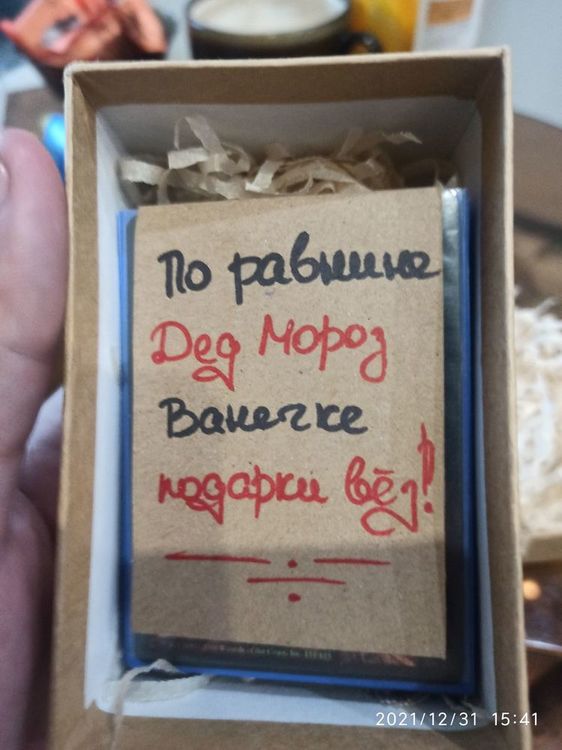 По равнине
Дед Мороз
Ванечке
подарки вёз!
2021/12/31 15:41